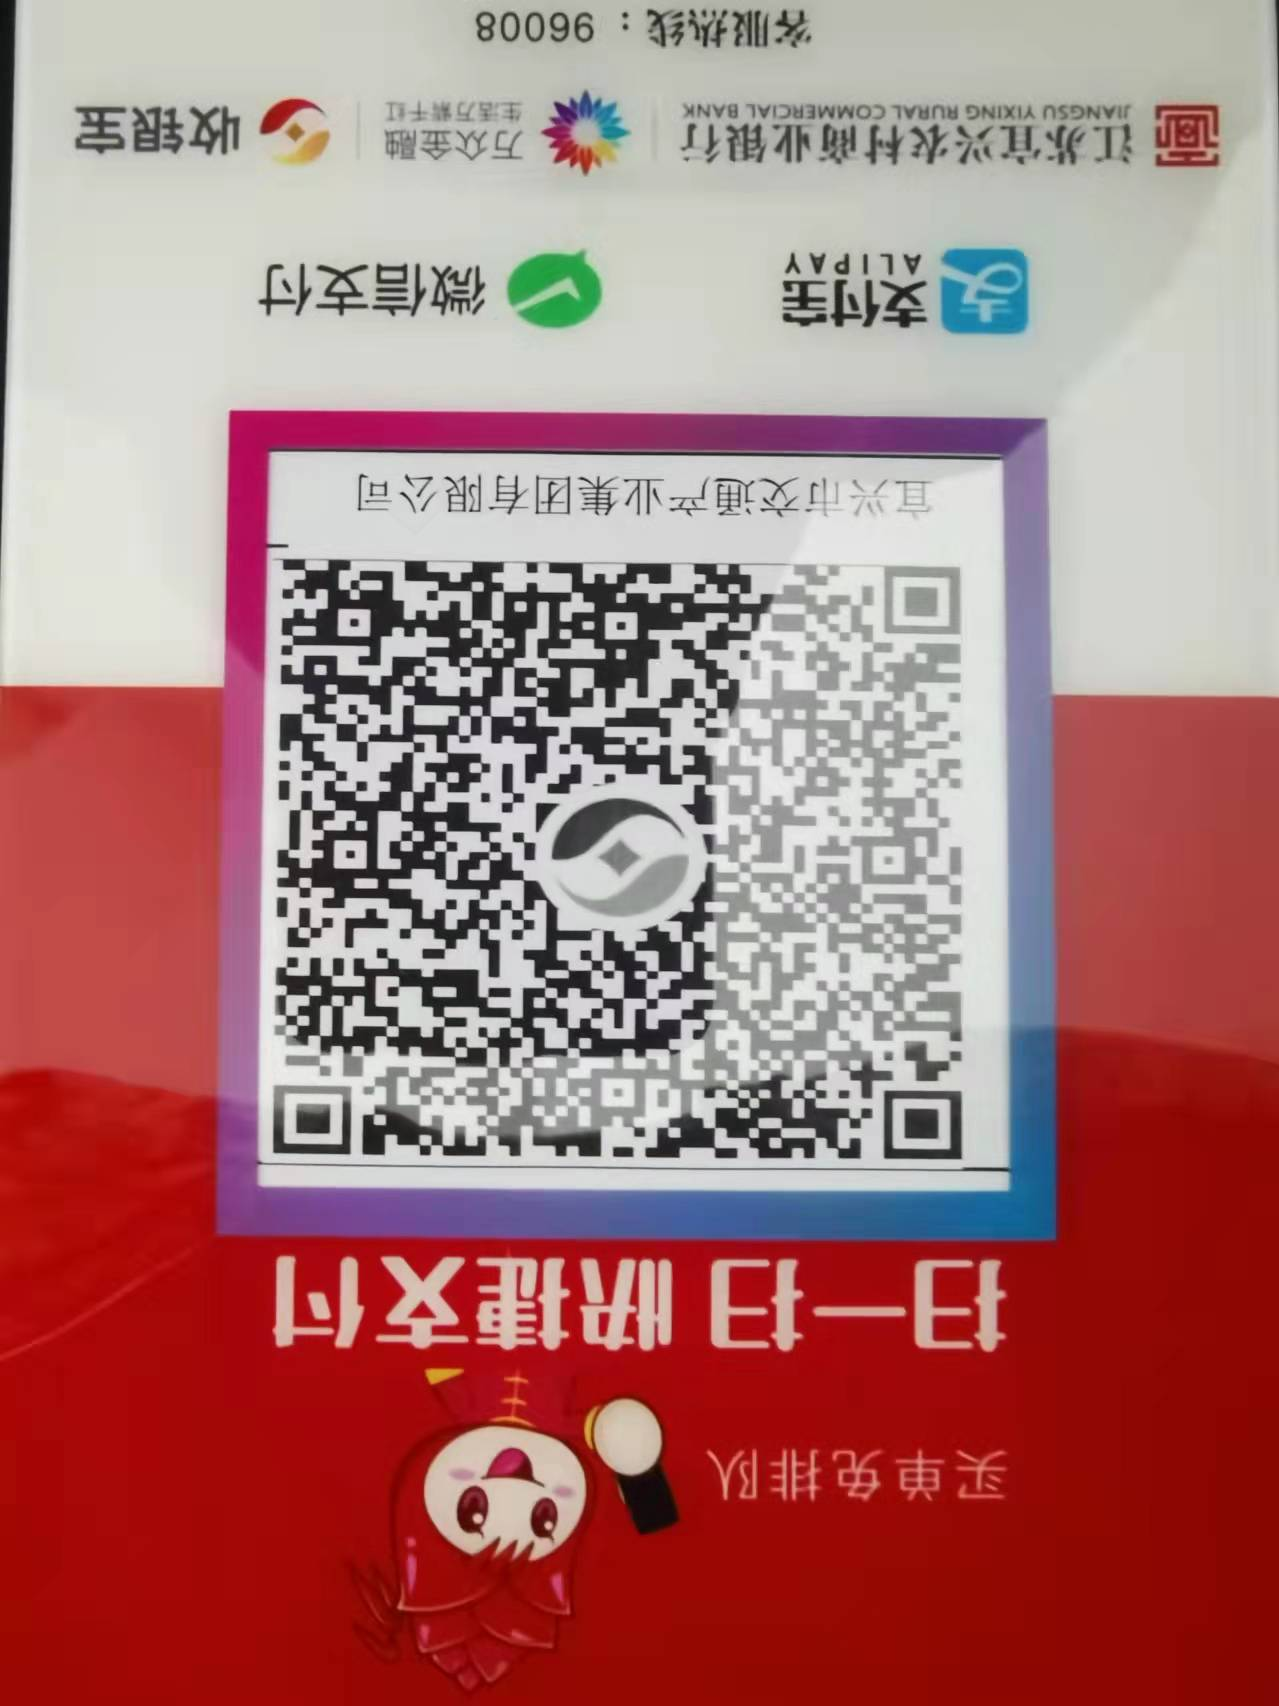 买单免排队
扫一扫 快捷支付
宜兴市交通产业集团有限公司
支付宝
ALIPAY
微信支付
江苏宜兴农村商业银行
JIANGSU YIXING RURAL COMMERCIAL BANK
万众金融
生活万紫千红
收银宝
客服热线：96008